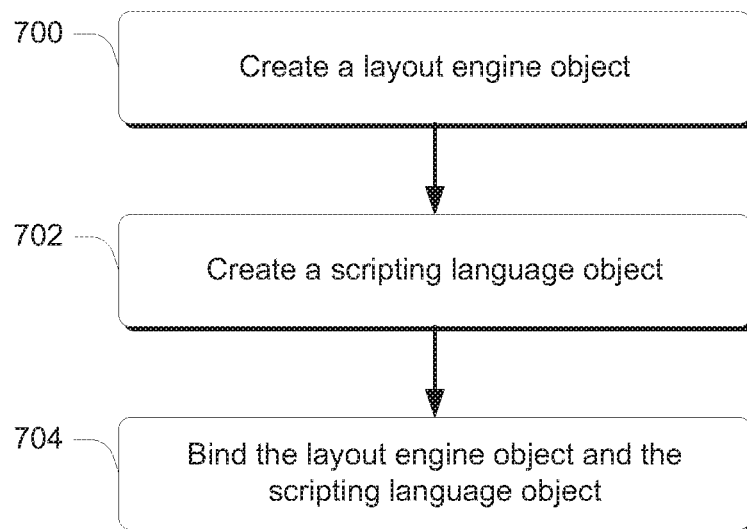 700
Create a layout engine object
702
Create a scripting language object
704
Bind the layout engine object and the
scripting language object